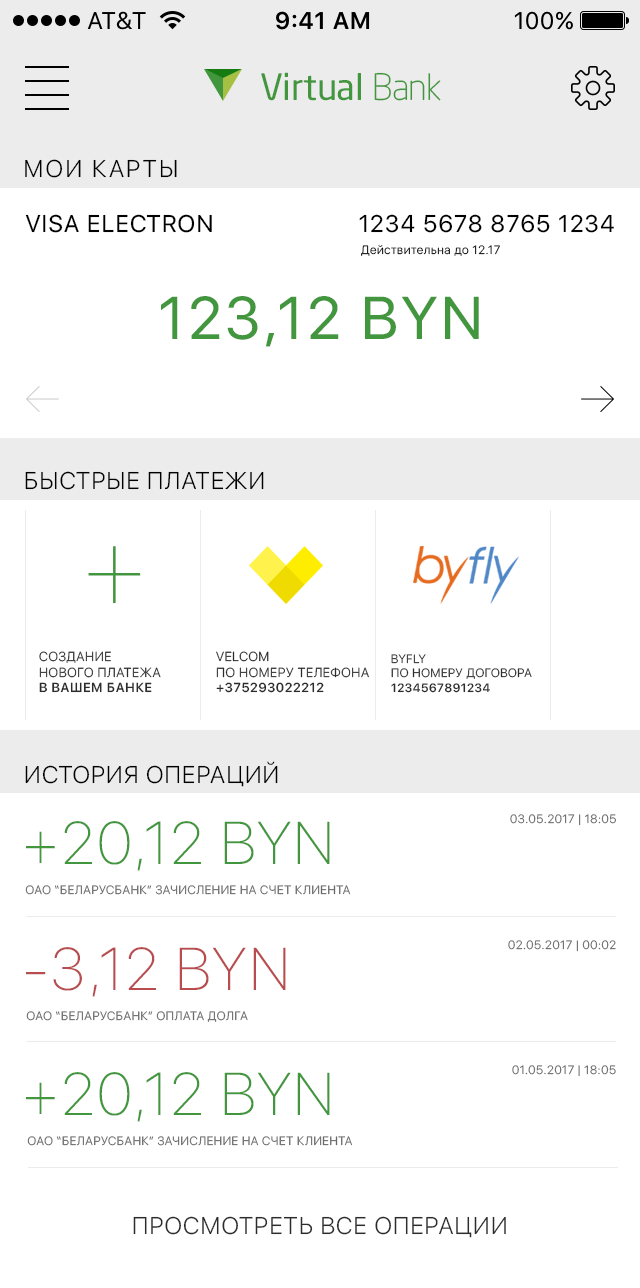 AT&T 9:41 AM 100%
Virtual Bank
МОИ КАРТЫ
VISA ELECTRON 1234 5678 8765 1234
Действительна до 12.17
123,12 BYN
БЫСТРЫЕ ПЛАТЕЖИ
byfly
СОЗДАНИЕ
НОВОГО ПЛАТЕЖА
В ВАШЕМ БАНКЕ
VELCOM
ПО НОМЕРУ ТЕЛЕФОНА
+375293022212
BYFLY
ПО НОМЕРУ ДОГОВОРА
1234567891234
ИСТОРИЯ ОПЕРАЦИЙ
+20,12 BYN 03.05.2017 | 18:05
ОАО "БЕЛАРУСБАНК" ЗАЧИСЛЕНИЕ НА СЧЕТ КЛИЕНТА
-3,12 BYN 02.05.2017 | 00:02
ОАО "БЕЛАРУСБАНК" ОПЛАТА ДОЛГА
+20,12 BYN 01.05.2017 | 18:05
ОАО "БЕЛАРУСБАНК" ЗАЧИСЛЕНИЕ НА СЧЕТ КЛИЕНТА
ПРОСМОТРЕТЬ ВСЕ ОПЕРАЦИИ